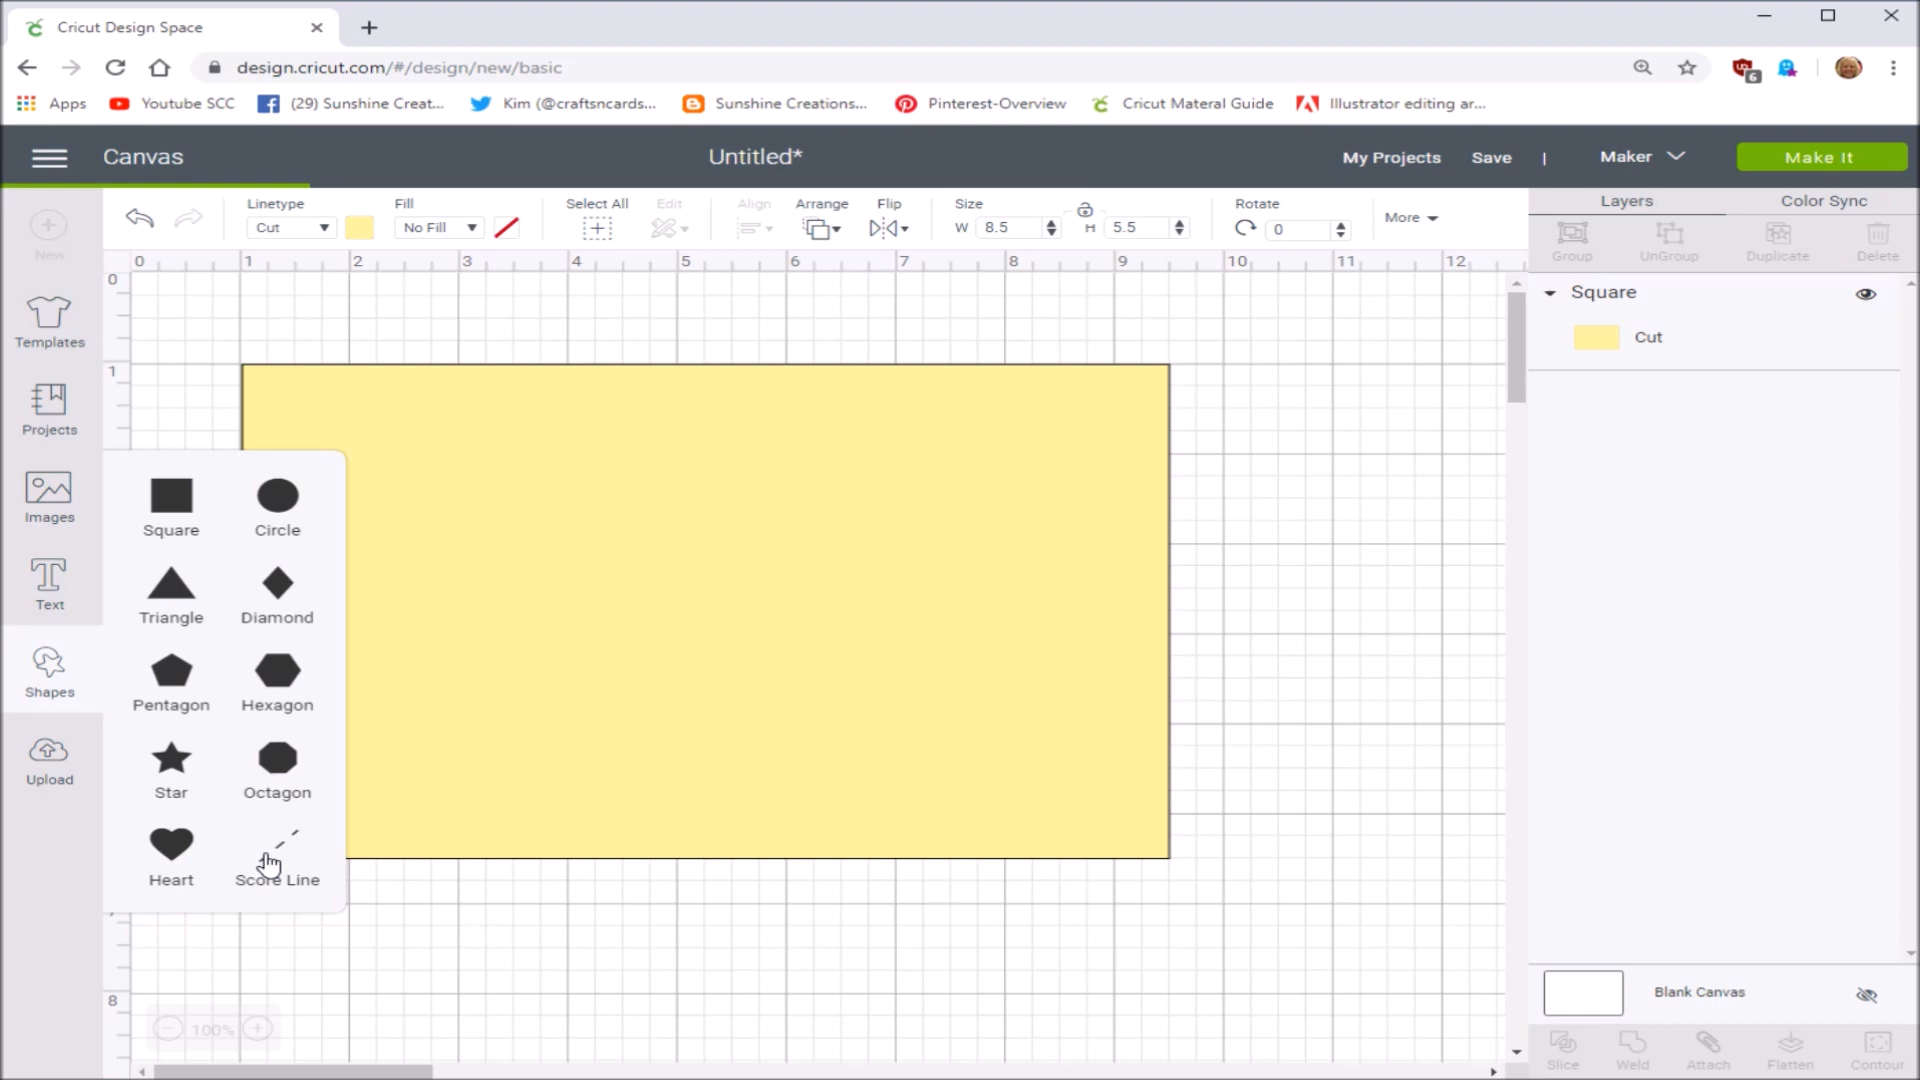 Cricut Design Space
design.cricut.com/#/design/new/basic
6
Apps Youtube SCC (29) Sunshine Creat... Kim (@craftsncards... Sunshine Creations... Pinterest-Overview Cricut Materal Guide Illustrator editing ar...
Canvas Untitled* My Projects Save | Maker Make It
New
Templates
Projects
Images
Text
Shapes
Upload
Linetype Fill Select All Edit Align Arrange Flip Size Rotate
Cut No Fill W 8.5 H 5.5 0 More
0 1 2 3 4 5 6 7 8 9 10 11 12
0
1
8
Square Circle
Triangle Diamond
Pentagon Hexagon
Star Octagon
Heart Score Line
100%
Layers Color Sync
Group UnGroup Duplicate Delete
Square
Cut
Blank Canvas
Slice Weld Attach Flatten Contour